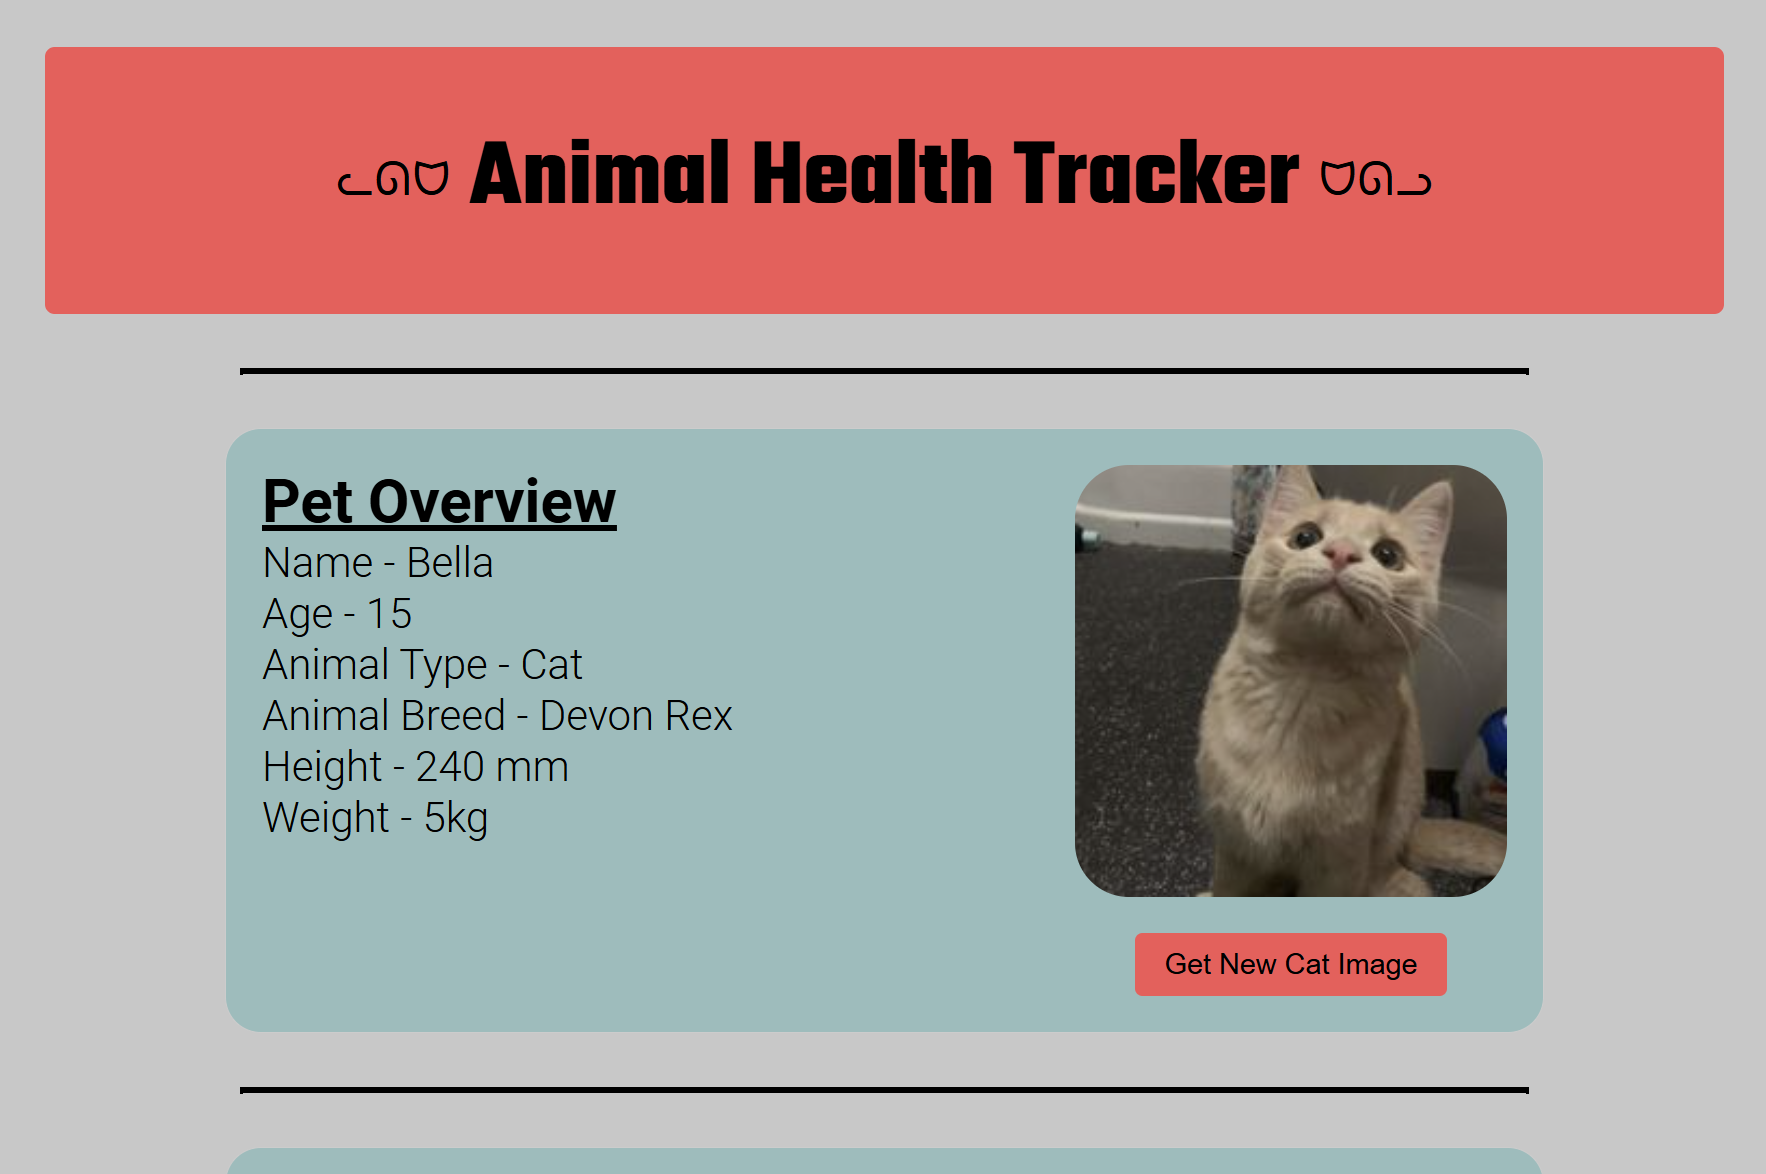 ᓚᘏᗢ Animal Health Tracker ᗢᘏᓗ
Pet Overview
Name - Bella
Age - 15
Animal Type - Cat
Animal Breed - Devon Rex
Height - 240 mm
Weight - 5kg
Get New Cat Image